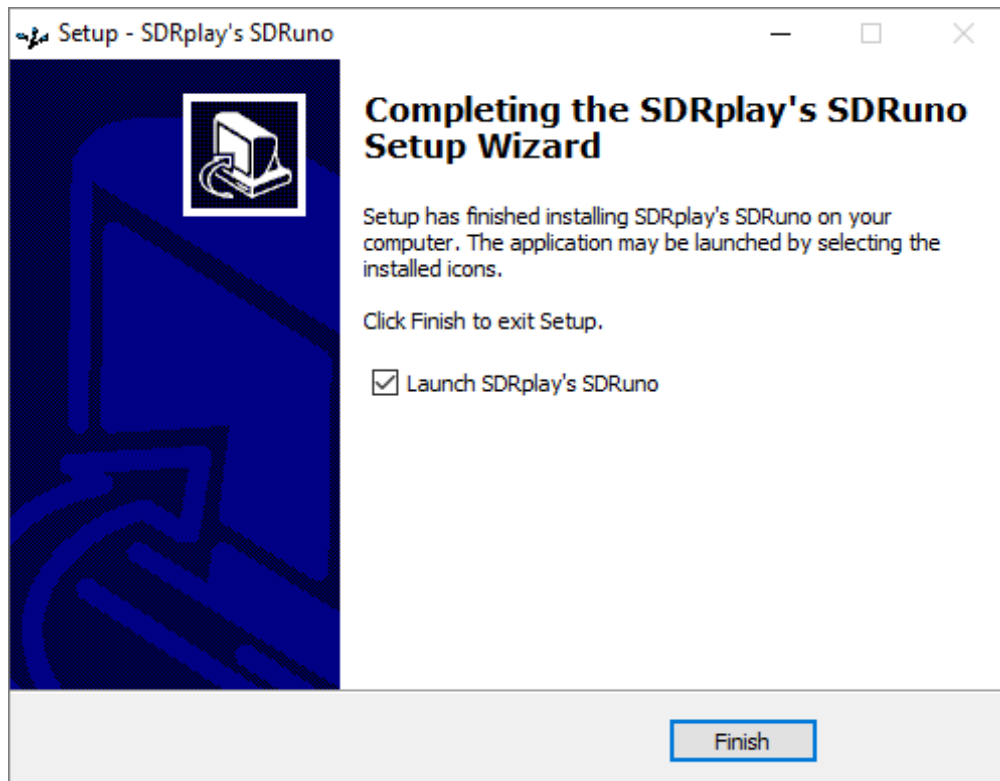 Setup - SDRplay's SDRuno
Completing the SDRplay's SDRuno
Setup Wizard
Setup has finished installing SDRplay's SDRuno on your
computer. The application may be launched by selecting the
installed icons.
Click Finish to exit Setup.
Launch SDRplay's SDRuno
Finish